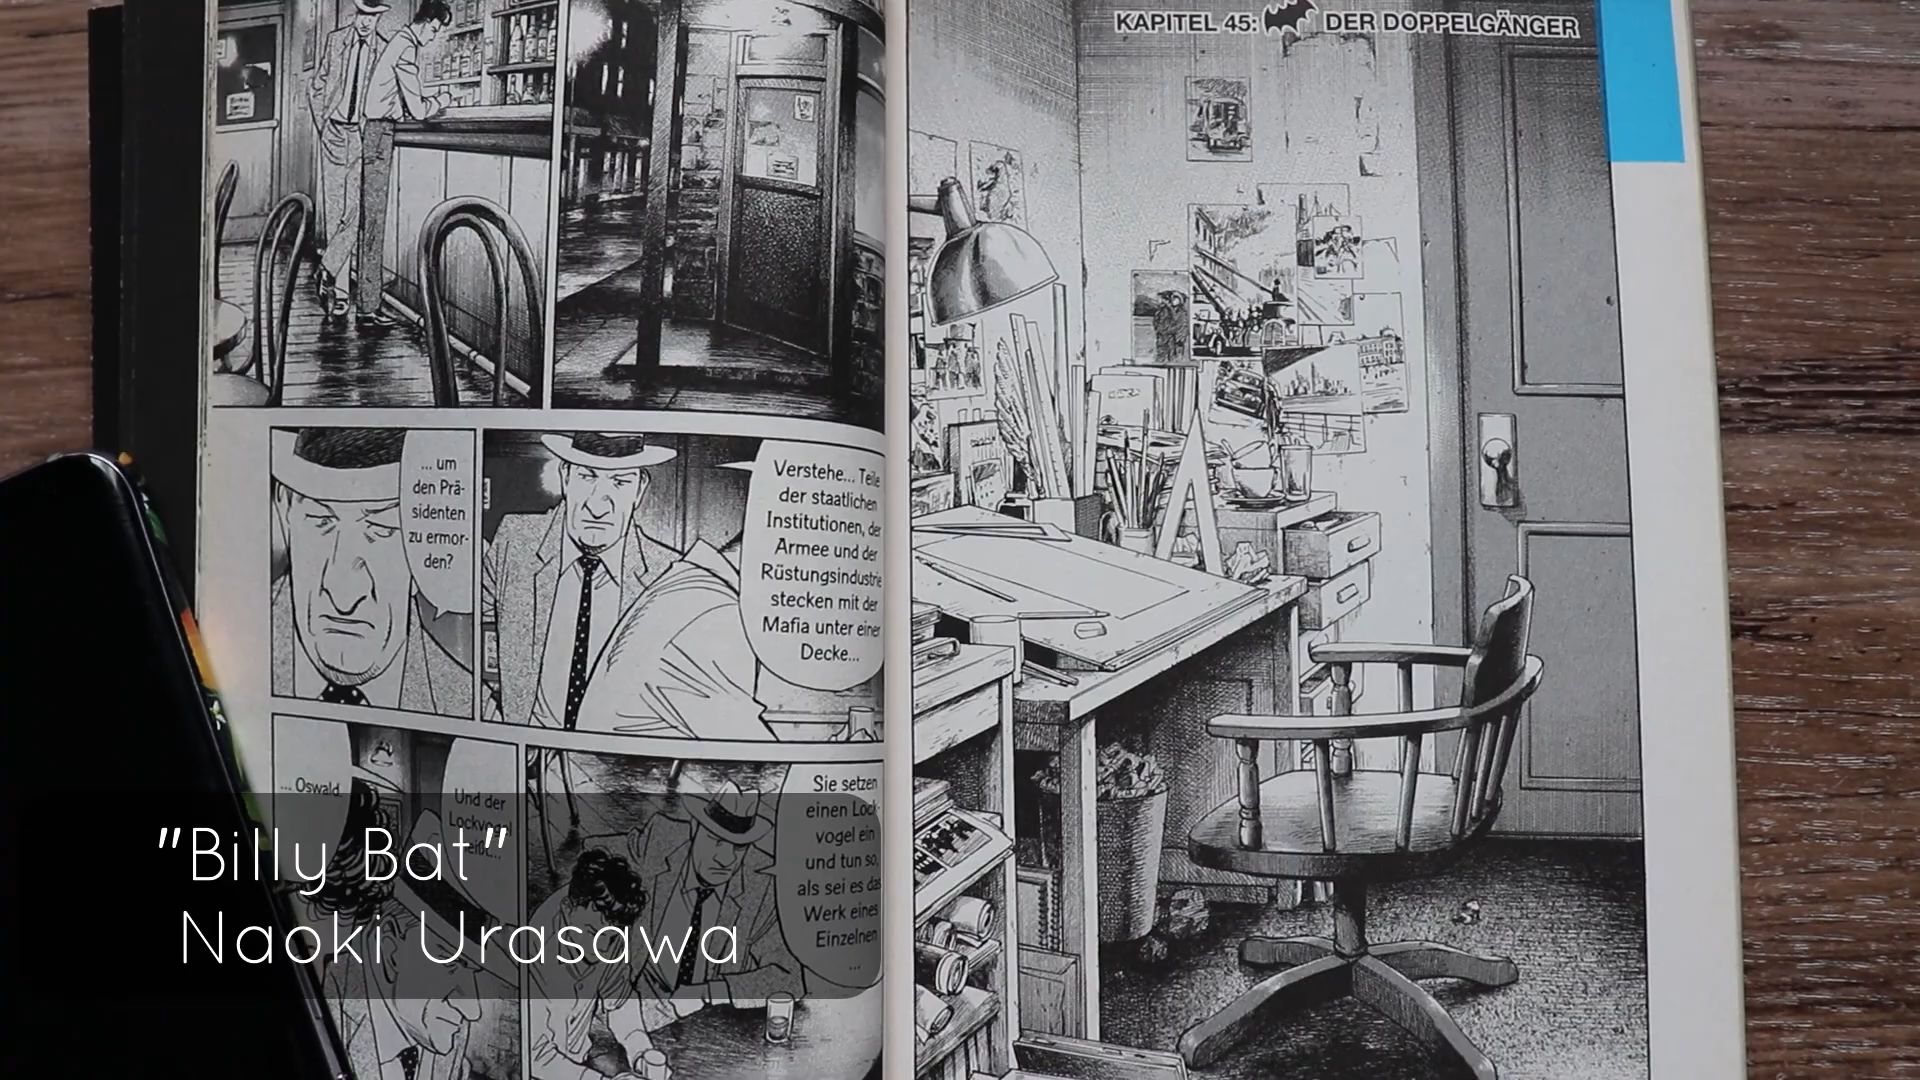 KAPITEL 45: DER DOPPELGÄNGER
... um
den Prä-
sidenten
zu ermor-
den?
Verstehe... Teile
der staatlichen
Institutionen, der
Armee und der
Rüstungsindustrie
stecken mit der
Mafia unter einer
Decke...
... Oswald.
Und der
Lockvogel
Sie setzen
einen Lock-
vogel ein
und tun so,
als sei es das
Werk eines
Einzelnen
...
"Billy Bat"
Naoki Urasawa